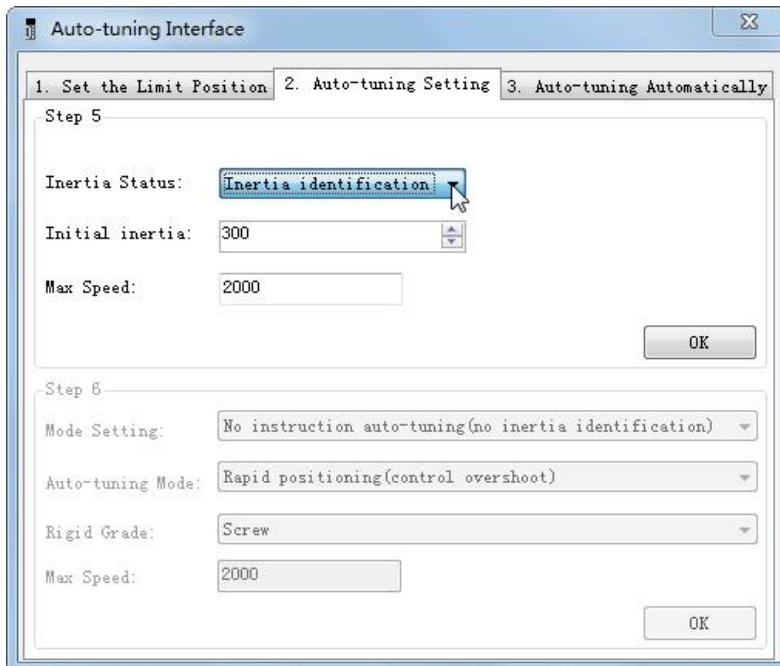 Auto-tuning Interface
1. Set the Limit Position 2. Auto-tuning Setting 3. Auto-tuning Automatically
Step 5
Inertia Status: Inertia identification
Initial inertia: 300
Max Speed: 2000
OK
Step 6
Mode Setting: No instruction auto-tuning(no inertia identification)
Auto-tuning Mode: Rapid positioning(control overshoot)
Rigid Grade: Screw
Max Speed: 2000
OK